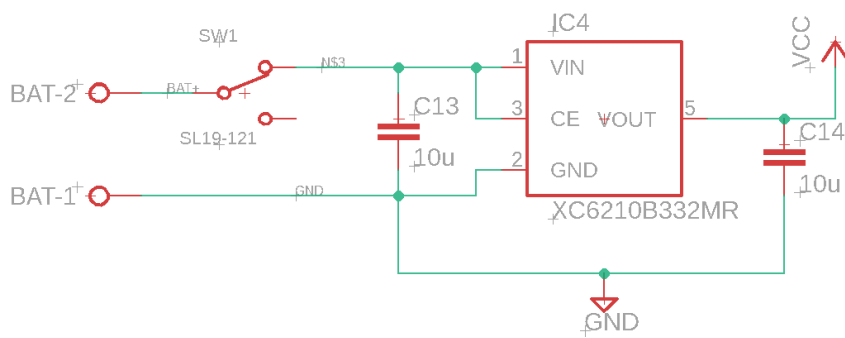 IC4
SW1
VCC
N$3
1
VIN
BAT-2
BAT+
C13
3
CE
VOUT
5
C14
SL19-121
10u
2
GND
10u
BAT-1
GND
XC6210B332MR
GND